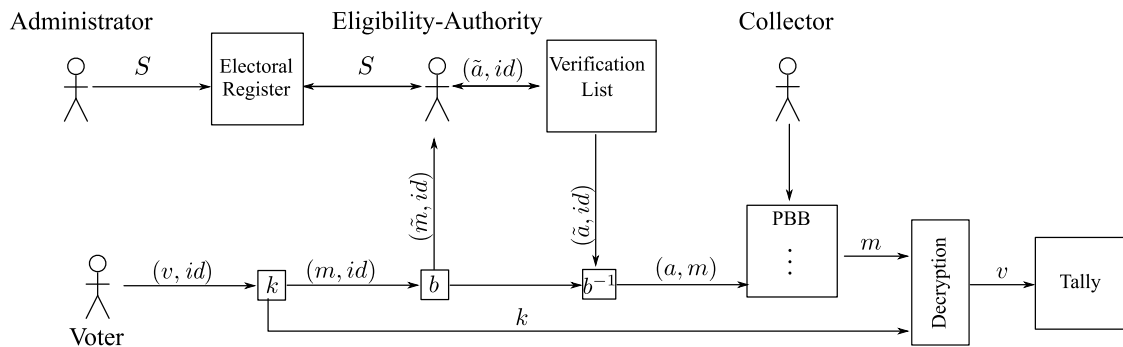 Administrator
Eligibility-Authority
Collector
S
Electoral
Register
S
(ã, id)
Verification
List
(m̃, id)
(ã, id)
PBB
⋮
m
(v, id)
k
(m, id)
b
b⁻¹
(a, m)
Decryption
v
Tally
k
Voter